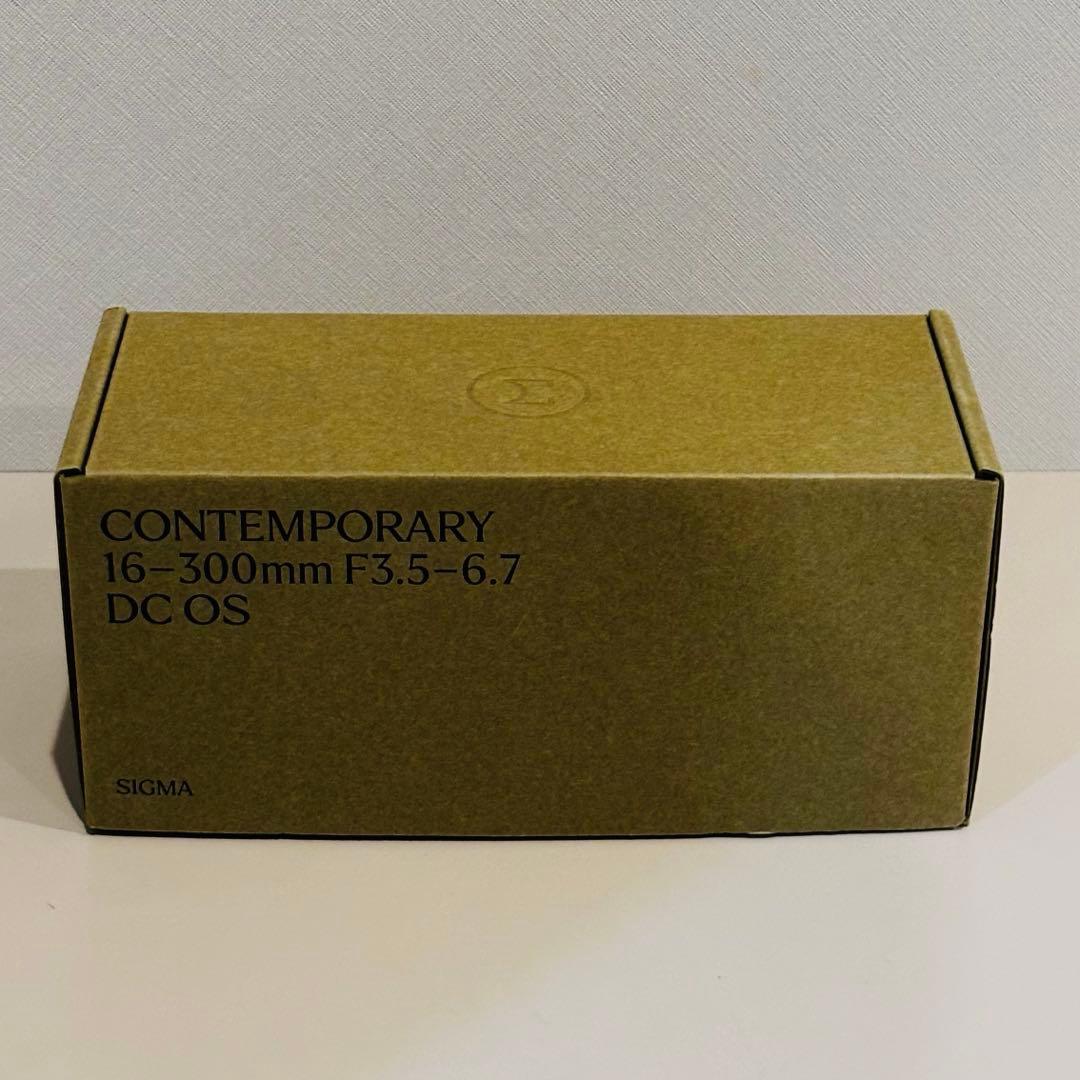 Σ
CONTEMPORARY
16–300mm F3.5–6.7
DC OS
SIGMA